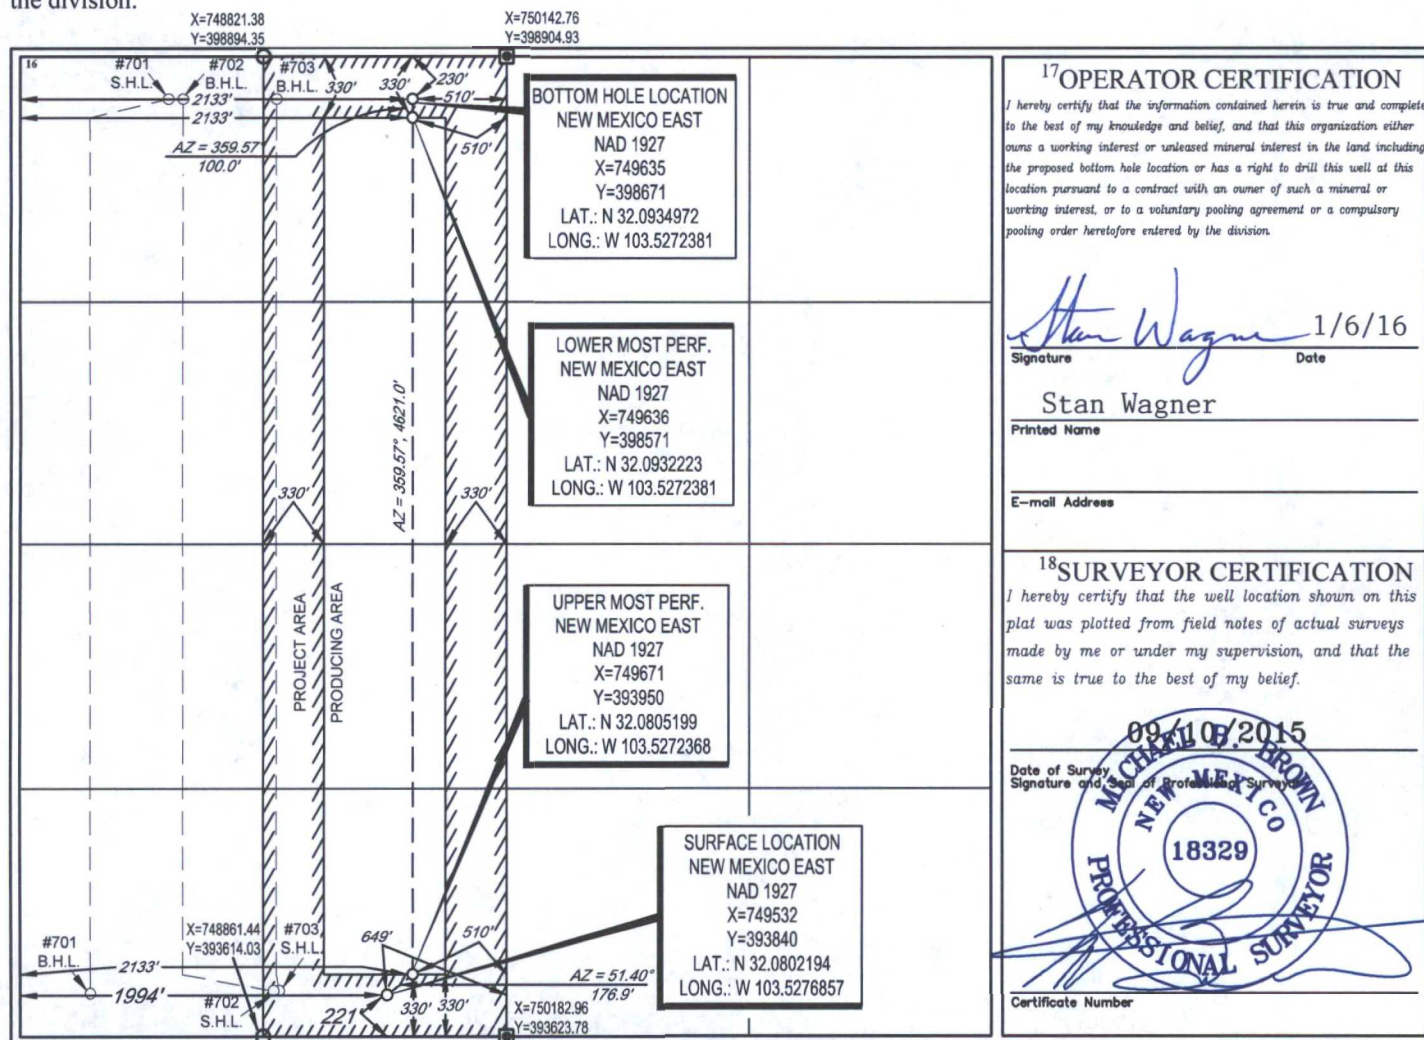 the division.
X=748821.38
Y=398894.35
X=750142.76
Y=398904.93
16
#701
S.H.L.
#702
B.H.L.
#703
B.H.L.
330'
330'
230'
510'
2133'
2133'
510'
AZ = 359.57°
100.0'
BOTTOM HOLE LOCATION
NEW MEXICO EAST
NAD 1927
X=749635
Y=398671
LAT.: N 32.0934972
LONG.: W 103.5272381
LOWER MOST PERF.
NEW MEXICO EAST
NAD 1927
X=749636
Y=398571
LAT.: N 32.0932223
LONG.: W 103.5272381
AZ = 359.57°, 4621.0'
330'
330'
PROJECT AREA
PRODUCING AREA
UPPER MOST PERF.
NEW MEXICO EAST
NAD 1927
X=749671
Y=393950
LAT.: N 32.0805199
LONG.: W 103.5272368
SURFACE LOCATION
NEW MEXICO EAST
NAD 1927
X=749532
Y=393840
LAT.: N 32.0802194
LONG.: W 103.5276857
X=748861.44
Y=393614.03
#703
S.H.L.
649'
510'
#701
B.H.L.
2133'
1994'
#702
S.H.L.
221'
330'
330'
AZ = 51.40°
176.9'
X=750182.96
Y=393623.78
17 OPERATOR CERTIFICATION
I hereby certify that the information contained herein is true and complete
to the best of my knowledge and belief, and that this organization either
owns a working interest or unleased mineral interest in the land including
the proposed bottom hole location or has a right to drill this well at this
location pursuant to a contract with an owner of such a mineral or
working interest, or to a voluntary pooling agreement or a compulsory
pooling order heretofore entered by the division.
Stan Wagner 1/6/16
Signature Date
Stan Wagner
Printed Name
E-mail Address
18 SURVEYOR CERTIFICATION
I hereby certify that the well location shown on this
plat was plotted from field notes of actual surveys
made by me or under my supervision, and that the
same is true to the best of my belief.
09/10/2015
Date of Survey
Signature and Seal of Professional Surveyor
MICHAEL B. BROWN
NEW MEXICO
18329
PROFESSIONAL SURVEYOR
Certificate Number